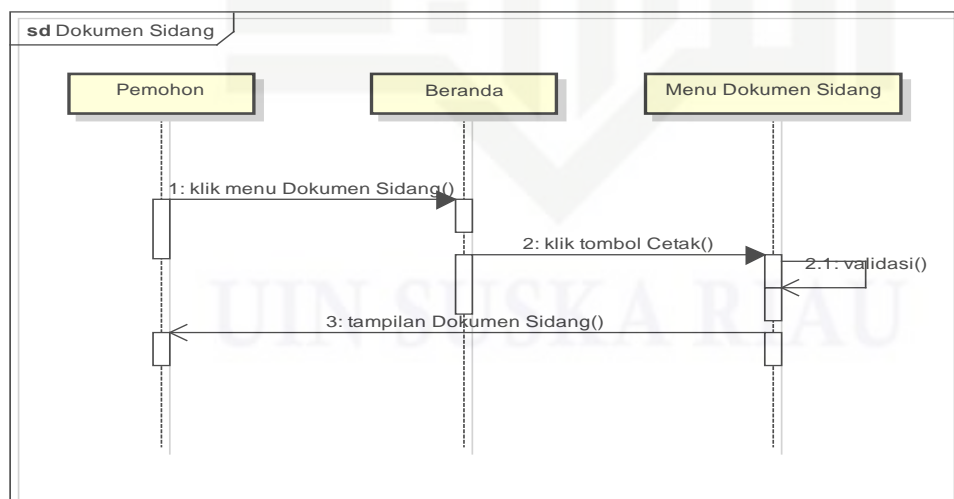 sd Dokumen Sidang
Pemohon
Beranda
Menu Dokumen Sidang
1: klik menu Dokumen Sidang()
2: klik tombol Cetak()
2.1: validasi()
UIN SUSKA RIAU
3: tampilan Dokumen Sidang()